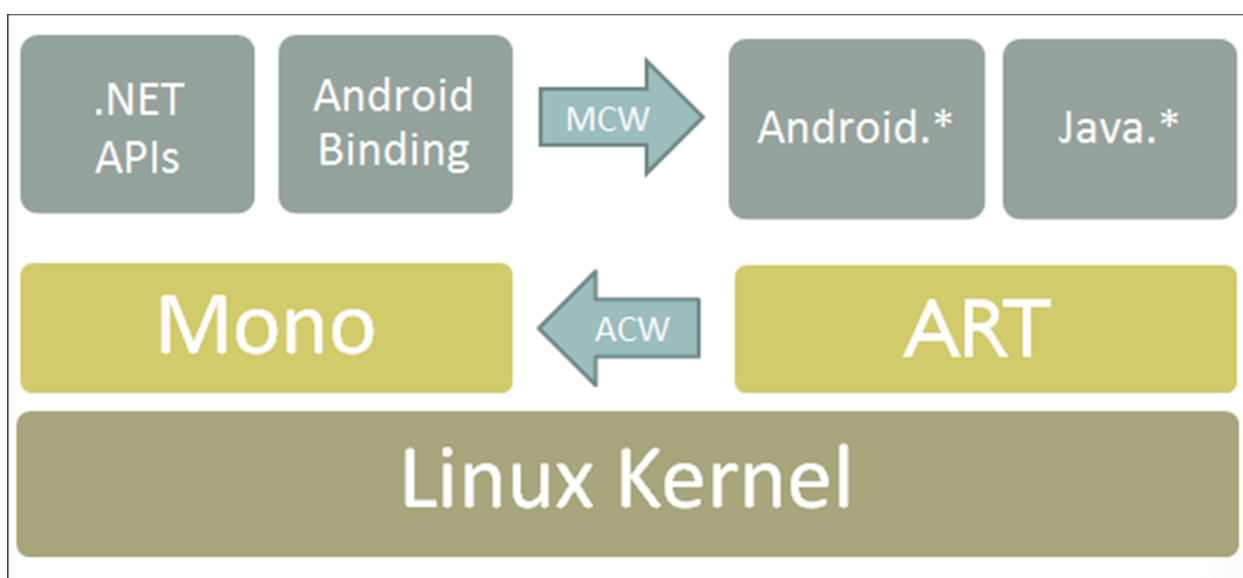 .NET
APIs
Android
Binding
MCW
Android.*
Java.*
Mono
ACW
ART
Linux Kernel